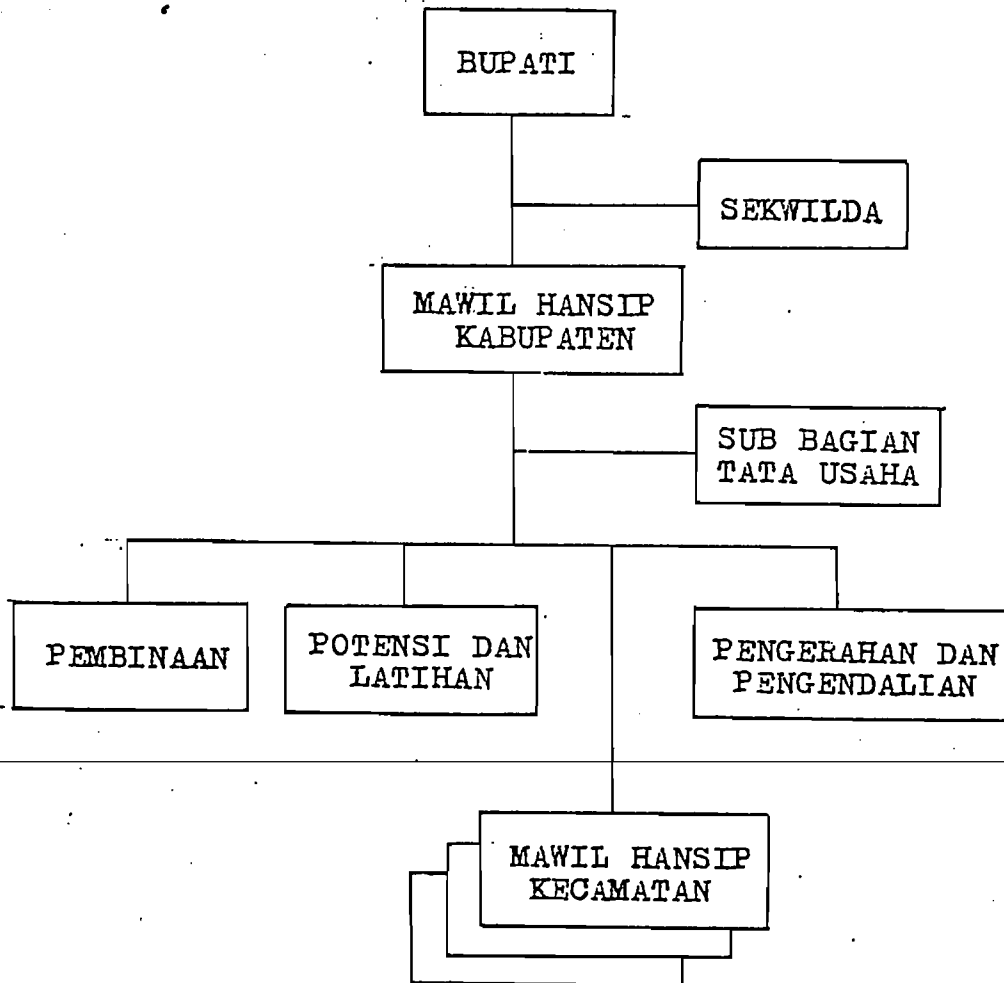 BUPATI
SEKWILDA
MAWIL HANSIP
KABUPATEN
SUB BAGIAN
TATA USAHA
PEMBINAAN
POTENSI DAN
LATIHAN
PENGERAHAN DAN
PENGENDALIAN
MAWIL HANSIP
KECAMATAN